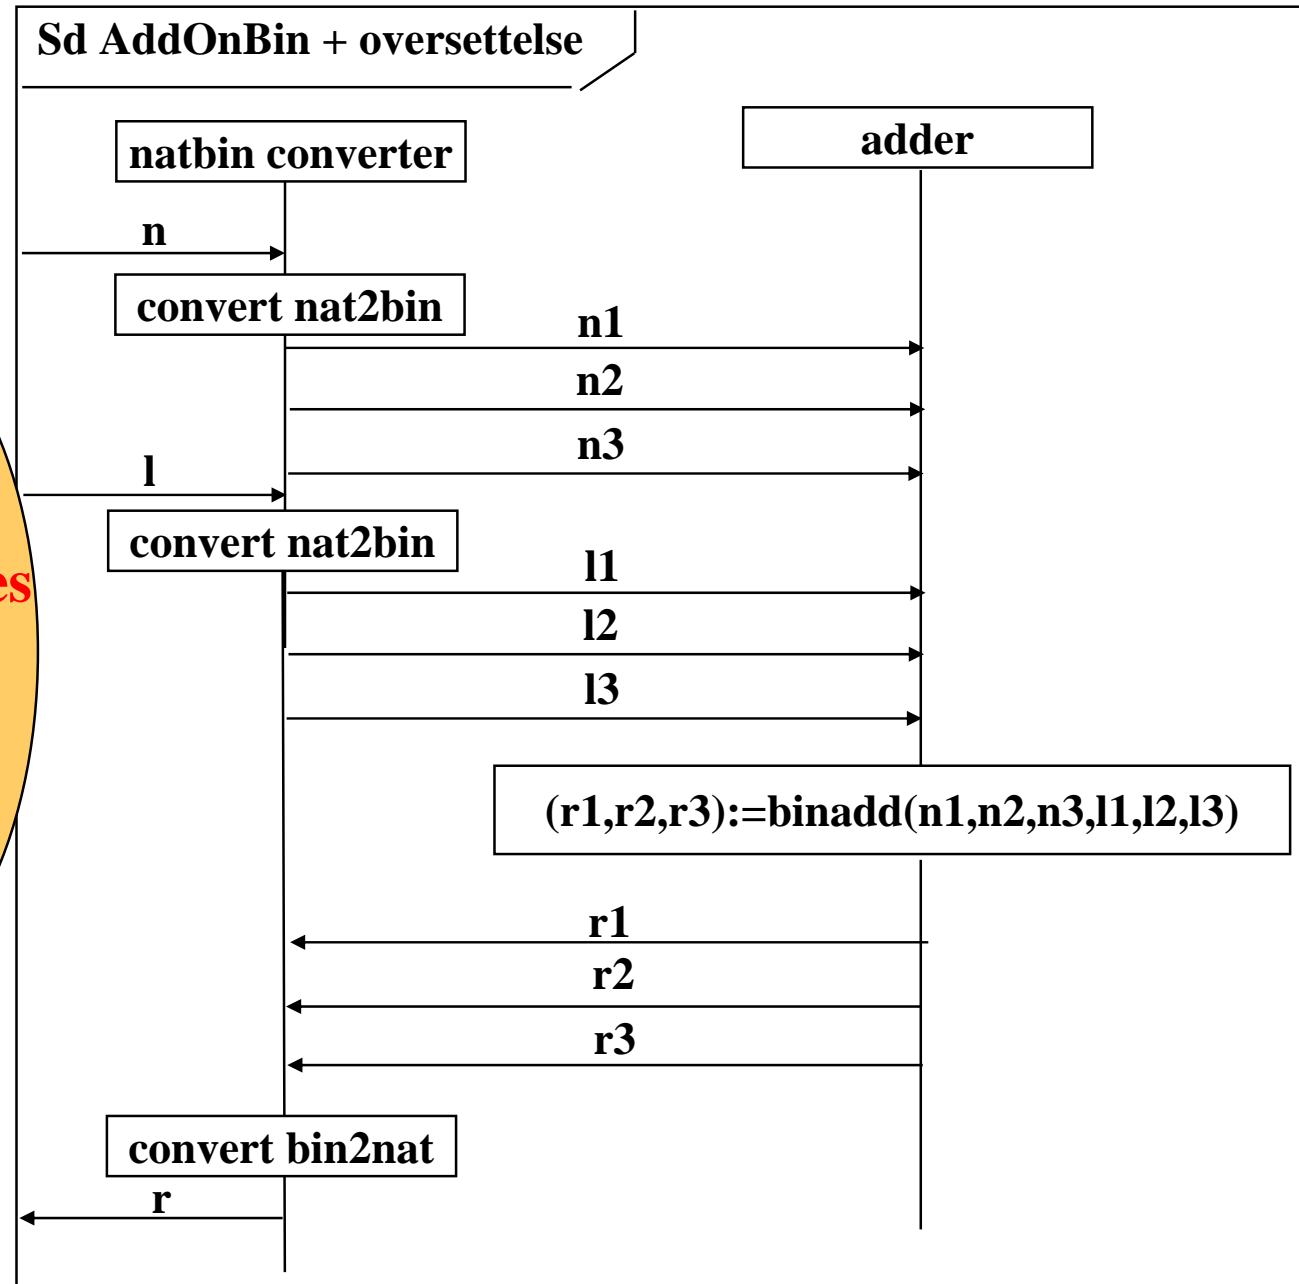 Sd AddOnBin + oversettelse
natbin converter
adder
n
convert nat2bin
n1
n2
n3
l
convert nat2bin
l1
l2
l3
(r1,r2,r3):=binadd(n1,n2,n3,l1,l2,l3)
r1
r2
r3
convert bin2nat
r